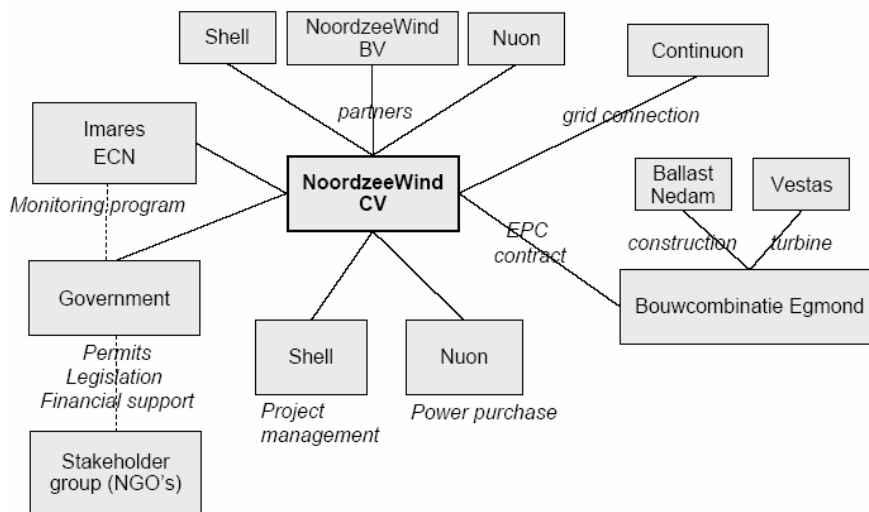 Shell
NoordzeeWind
BV
Nuon
Continuon
partners
grid connection
Imares
ECN
NoordzeeWind
CV
Ballast
Nedam
Vestas
Monitoring program
EPC
contract
construction
turbine
Government
Bouwcombinatie Egmond
Permits
Legislation
Financial support
Shell
Nuon
Project
management
Power purchase
Stakeholder
group (NGO's)